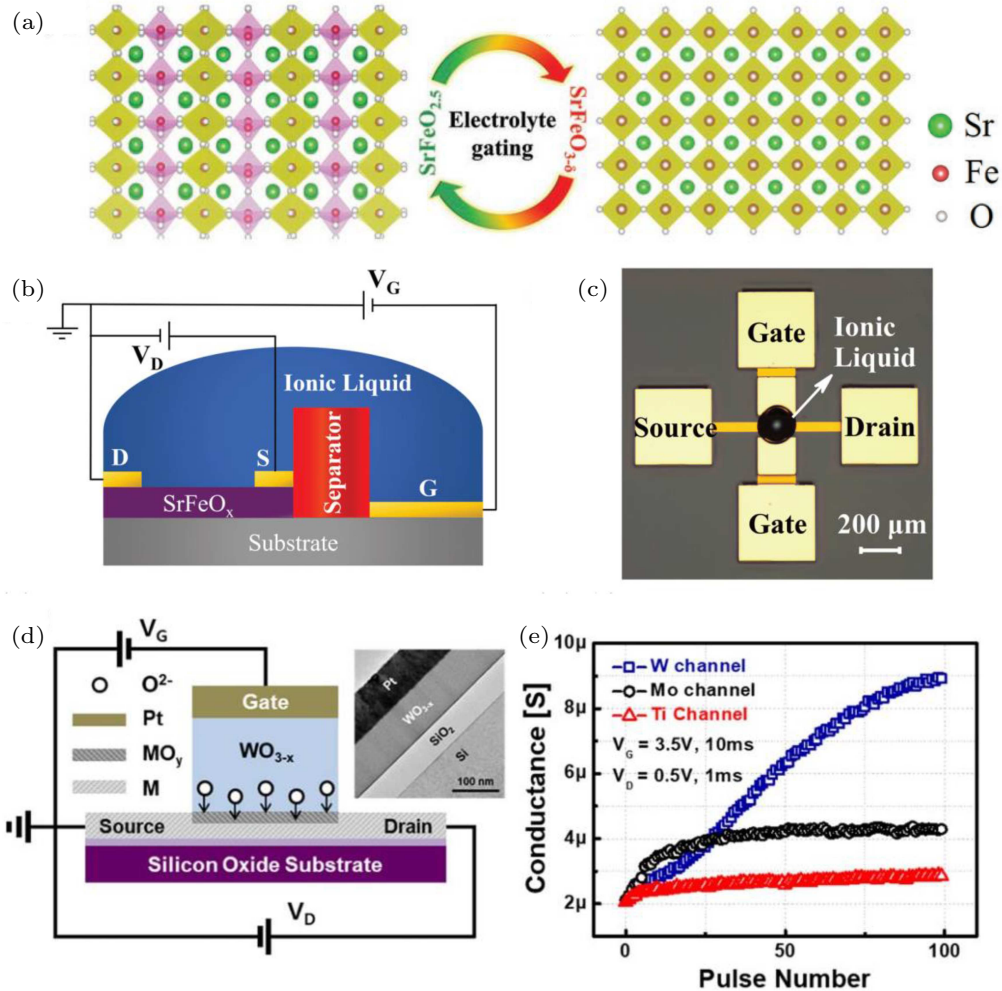 (a)
SrFeO2.5
Electrolyte
gating
SrFeO3-δ
Sr
Fe
O
(b)
VG
VD
Ionic Liquid
Separator
D
S
G
SrFeOx
Substrate
(c)
Gate
Ionic
Liquid
Source
Drain
Gate
200 μm
(d)
VG
O2-
Pt
MOy
M
Gate
WO3-x
Source
Drain
Silicon Oxide Substrate
VD
Pt
WO3-x
SiO2
Si
100 nm
(e)
Conductance [S]
10μ
8μ
6μ
4μ
2μ
W channel
Mo channel
Ti Channel
VG = 3.5V, 10ms
VD = 0.5V, 1ms
0
50
100
Pulse Number